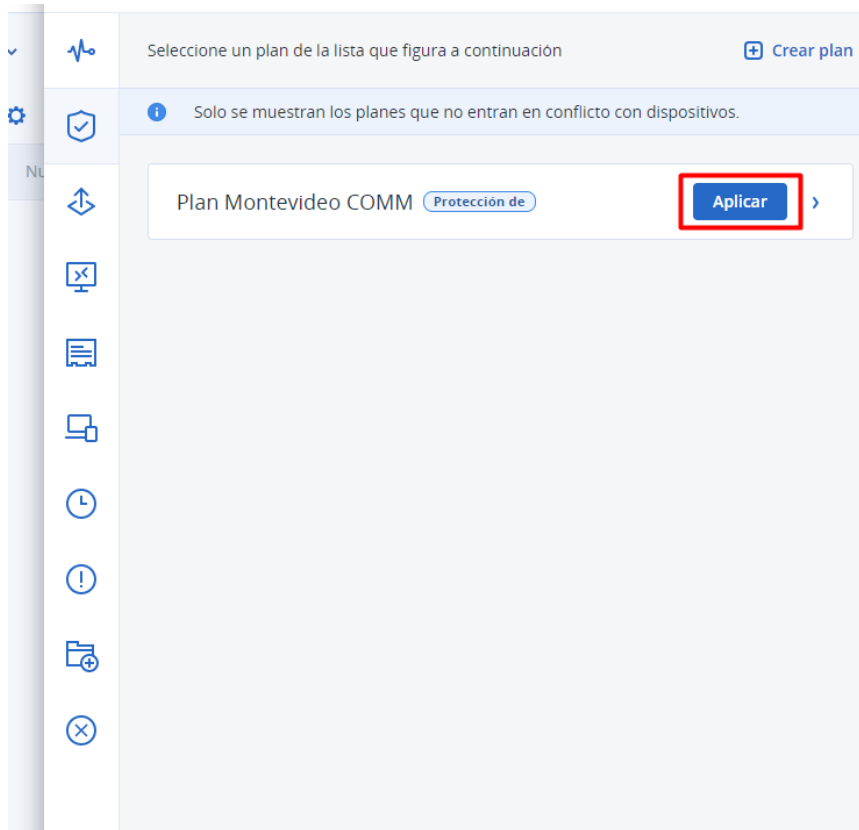 Seleccione un plan de la lista que figura a continuación
Crear plan
Solo se muestran los planes que no entran en conflicto con dispositivos.
Plan Montevideo COMM Protección de Aplicar